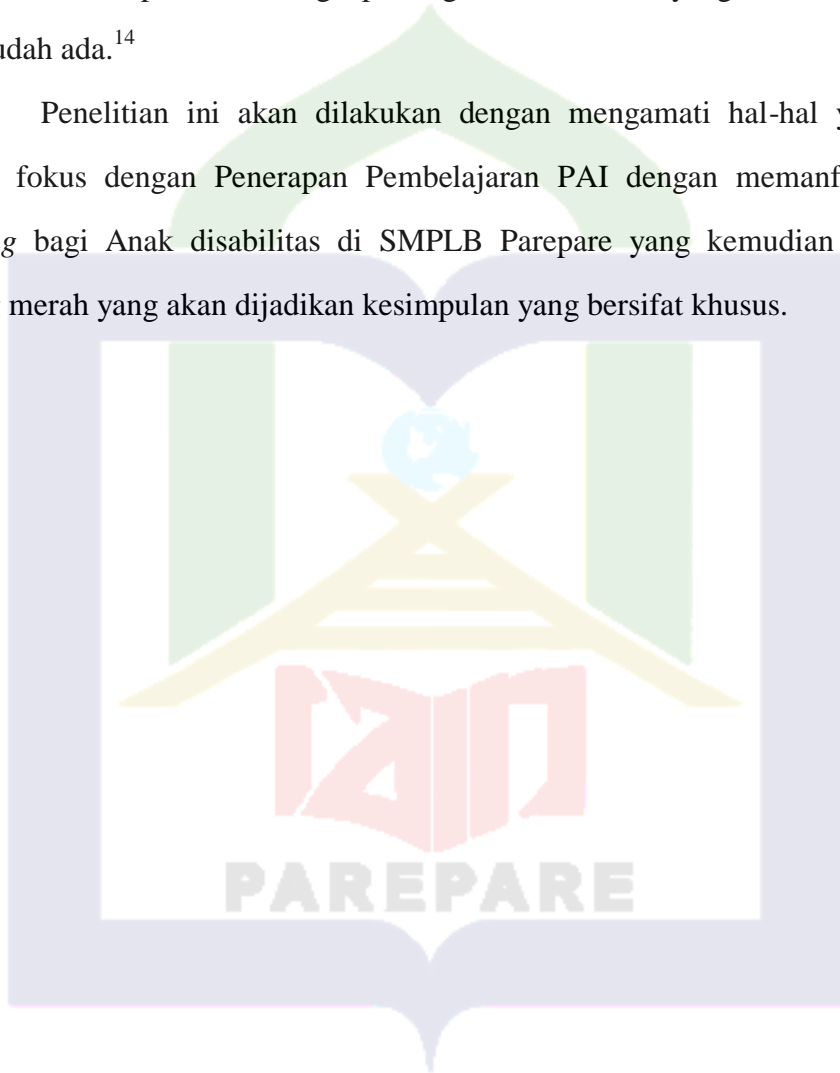 udah ada.14
Penelitian ini akan dilakukan dengan mengamati hal-hal
fokus dengan Penerapan Pembelajaran PAI dengan
bagi Anak disabilitas di SMPLB Parepare yang kemudian
merah yang akan dijadikan kesimpulan yang bersifat khusus.
PAREPARE